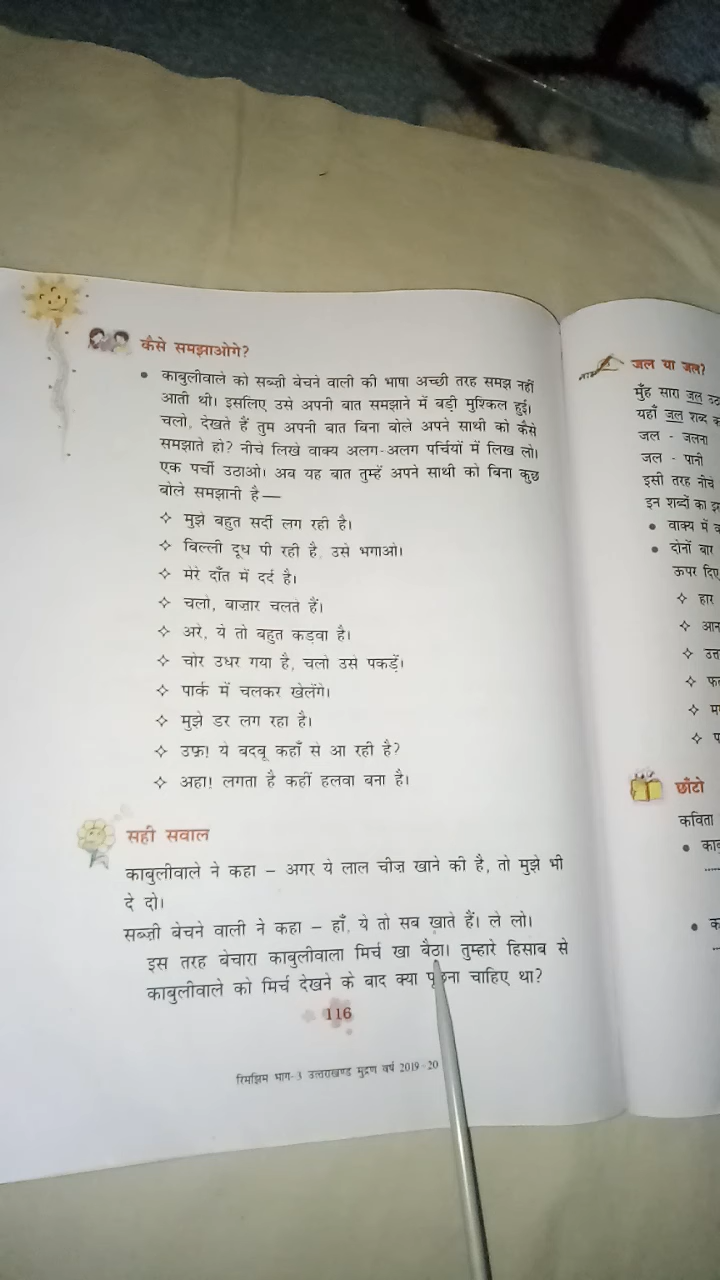 कैसे समझाओगे?
• काबुलीवाले को सब्ज़ी बेचने वाली की भाषा अच्छी तरह समझ नहीं
आती थी। इसलिए उसे अपनी बात समझाने में बड़ी मुश्किल हुई।
चलो, देखते हैं तुम अपनी बात बिना बोले अपने साथी को कैसे
समझाते हो? नीचे लिखे वाक्य अलग-अलग पर्चियों में लिख लो।
एक पर्ची उठाओ। अब यह बात तुम्हें अपने साथी को बिना कुछ
बोले समझानी है—
✧ मुझे बहुत सर्दी लग रही है।
✧ बिल्ली दूध पी रही है, उसे भगाओ।
✧ मेरे दाँत में दर्द है।
✧ चलो, बाज़ार चलते हैं।
✧ अरे, ये तो बहुत कड़वा है।
✧ चोर उधर गया है, चलो उसे पकड़ें।
✧ पार्क में चलकर खेलेंगे।
✧ मुझे डर लग रहा है।
✧ उफ़! ये बदबू कहाँ से आ रही है?
✧ अहा! लगता है कहीं हलवा बना है।
सही सवाल
काबुलीवाले ने कहा – अगर ये लाल चीज़ खाने की है, तो मुझे भी
दे दो।
सब्ज़ी बेचने वाली ने कहा – हाँ, ये तो सब खाते हैं। ले लो।
इस तरह बेचारा काबुलीवाला मिर्च खा बैठा। तुम्हारे हिसाब से
काबुलीवाले को मिर्च देखने के बाद क्या पूछना चाहिए था?
116
रिमझिम भाग-3 उत्तराखण्ड मुद्रण वर्ष 2019-20
जल या जल?
मुँह सारा जल
यहाँ जल शब्द
जल - जलना
जल - पानी
इसी तरह नीचे
इन शब्दों का
• वाक्य में
• दोनों बार
ऊपर दिए
✧ हार
✧
✧
✧
✧
✧
छाँटो
कविता
•
•